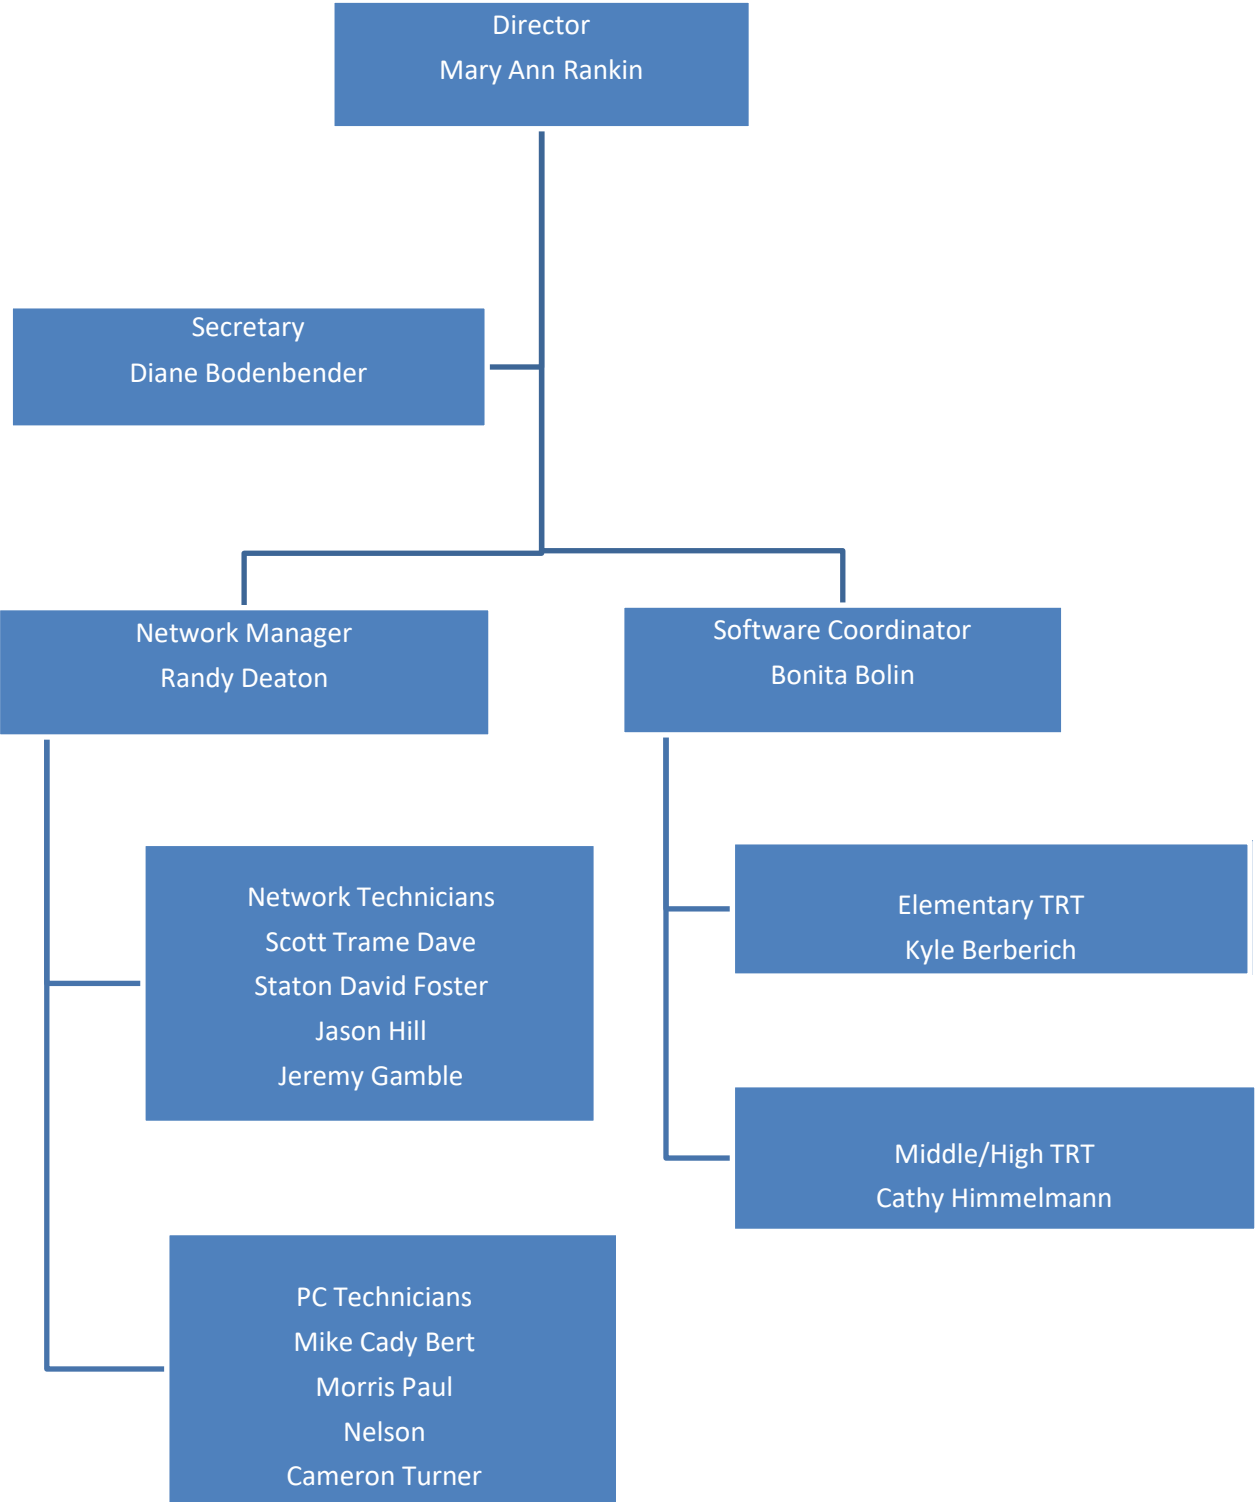 Director
Mary Ann Rankin
Secretary
Diane Bodenbender
Network Manager
Randy Deaton
Software Coordinator
Bonita Bolin
Network Technicians
Scott Trame Dave
Staton David Foster
Jason Hill
Jeremy Gamble
Elementary TRT
Kyle Berberich
Middle/High TRT
Cathy Himmelmann
PC Technicians
Mike Cady Bert
Morris Paul
Nelson
Cameron Turner